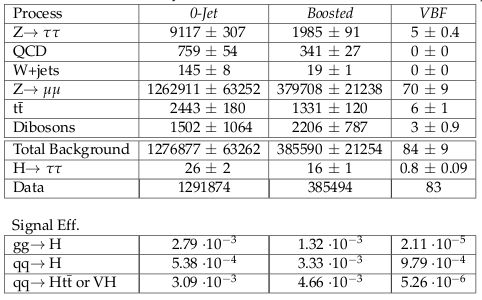 Process 0-Jet Boosted VBF
Z→ ττ 9117 ± 307 1985 ± 91 5 ± 0.4
QCD 759 ± 54 341 ± 27 0 ± 0
W+jets 145 ± 8 19 ± 1 0 ± 0
Z→ μμ 1262911 ± 63252 379708 ± 21238 70 ± 9
tt̄ 2443 ± 180 1331 ± 120 6 ± 1
Dibosons 1502 ± 1064 2206 ± 787 3 ± 0.9
Total Background 1276877 ± 63262 385590 ± 21254 84 ± 9
H→ ττ 26 ± 2 16 ± 1 0.8 ± 0.09
Data 1291874 385494 83
Signal Eff.
gg→ H 2.79 ·10⁻³ 1.32 ·10⁻³ 2.11 ·10⁻⁵
qq→ H 5.38 ·10⁻⁴ 3.33 ·10⁻³ 9.79 ·10⁻⁴
qq→ Htt̄ or VH 3.09 ·10⁻³ 4.66 ·10⁻³ 5.26 ·10⁻⁶